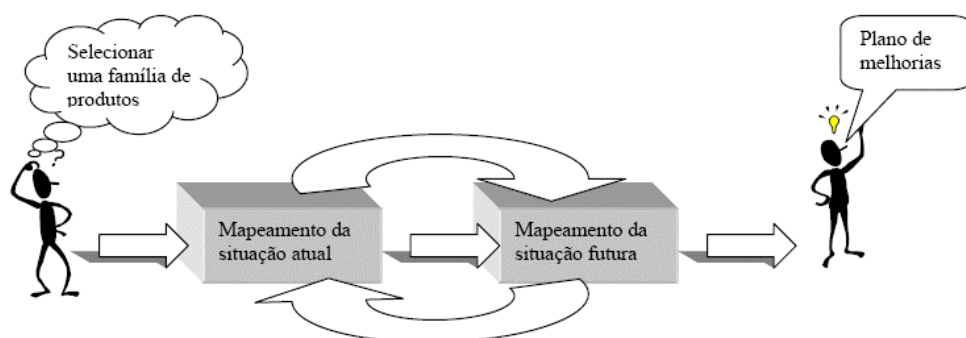 Selecionar
uma família de
produtos
Plano de
melhorias
?
?
Mapeamento da
situação atual
Mapeamento da
situação futura